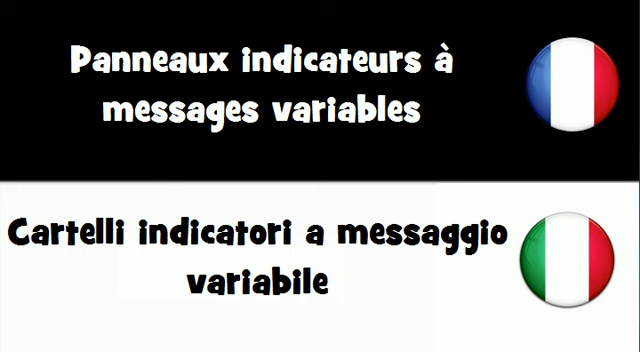 Panneaux indicateurs à
messages variables
Cartelli indicatori a messaggio
variabile